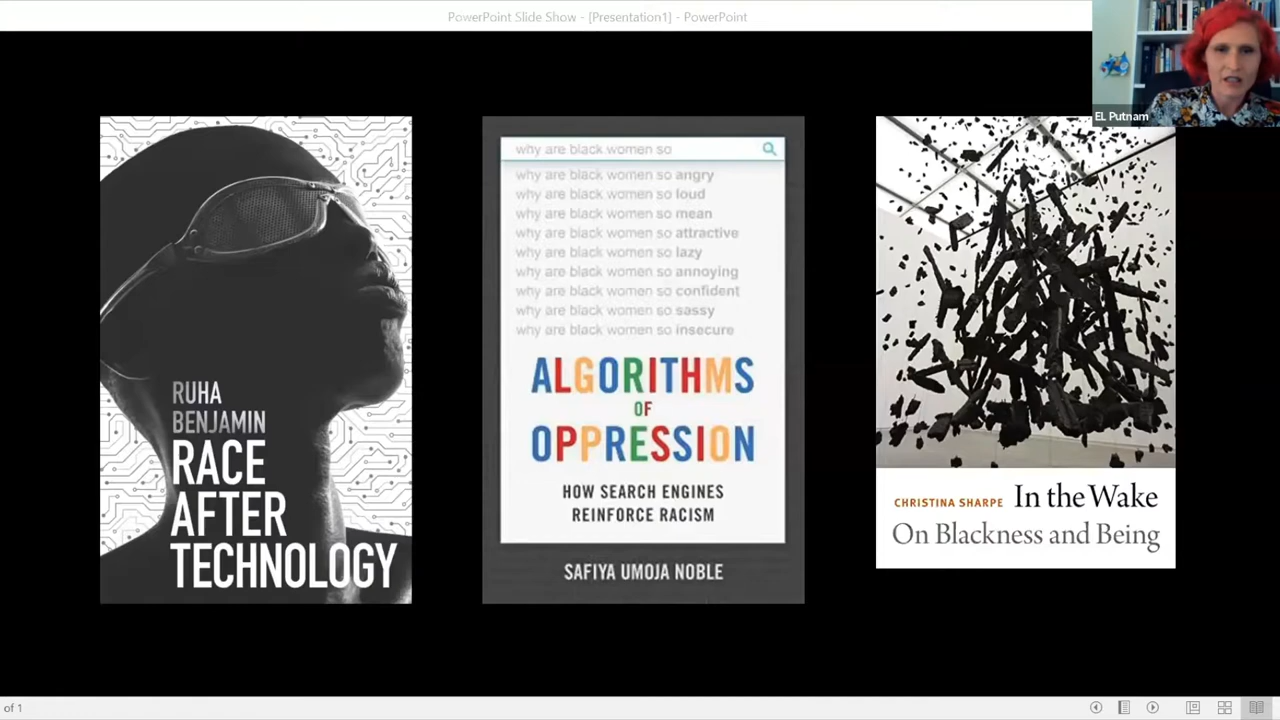 PowerPoint Slide Show - [Presentation1] - PowerPoint
EL Putnam
RUHA
BENJAMIN
RACE
AFTER
TECHNOLOGY
why are black women so
why are black women so angry
why are black women so loud
why are black women so mean
why are black women so attractive
why are black women so lazy
why are black women so annoying
why are black women so confident
why are black women so sassy
why are black women so insecure
ALGORITHMS
OF
OPPRESSION
HOW SEARCH ENGINES
REINFORCE RACISM
SAFIYA UMOJA NOBLE
CHRISTINA SHARPE In the Wake
On Blackness and Being
of 1